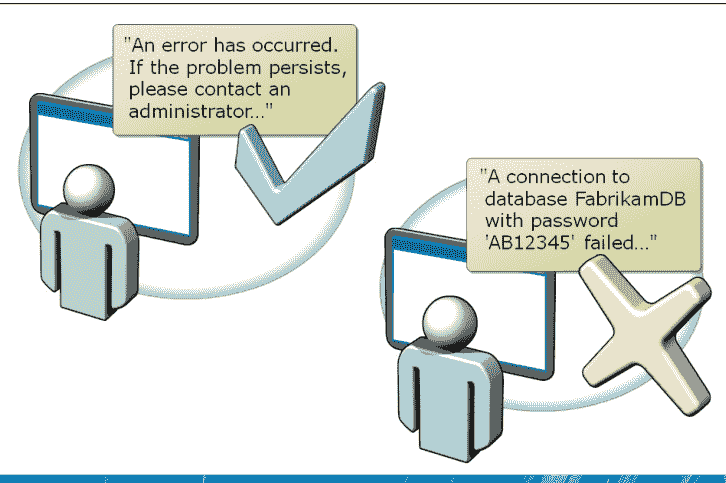 "An error has occurred.
If the problem persists,
please contact an
administrator..."
"A connection to
database FabrikamDB
with password
'AB12345' failed..."